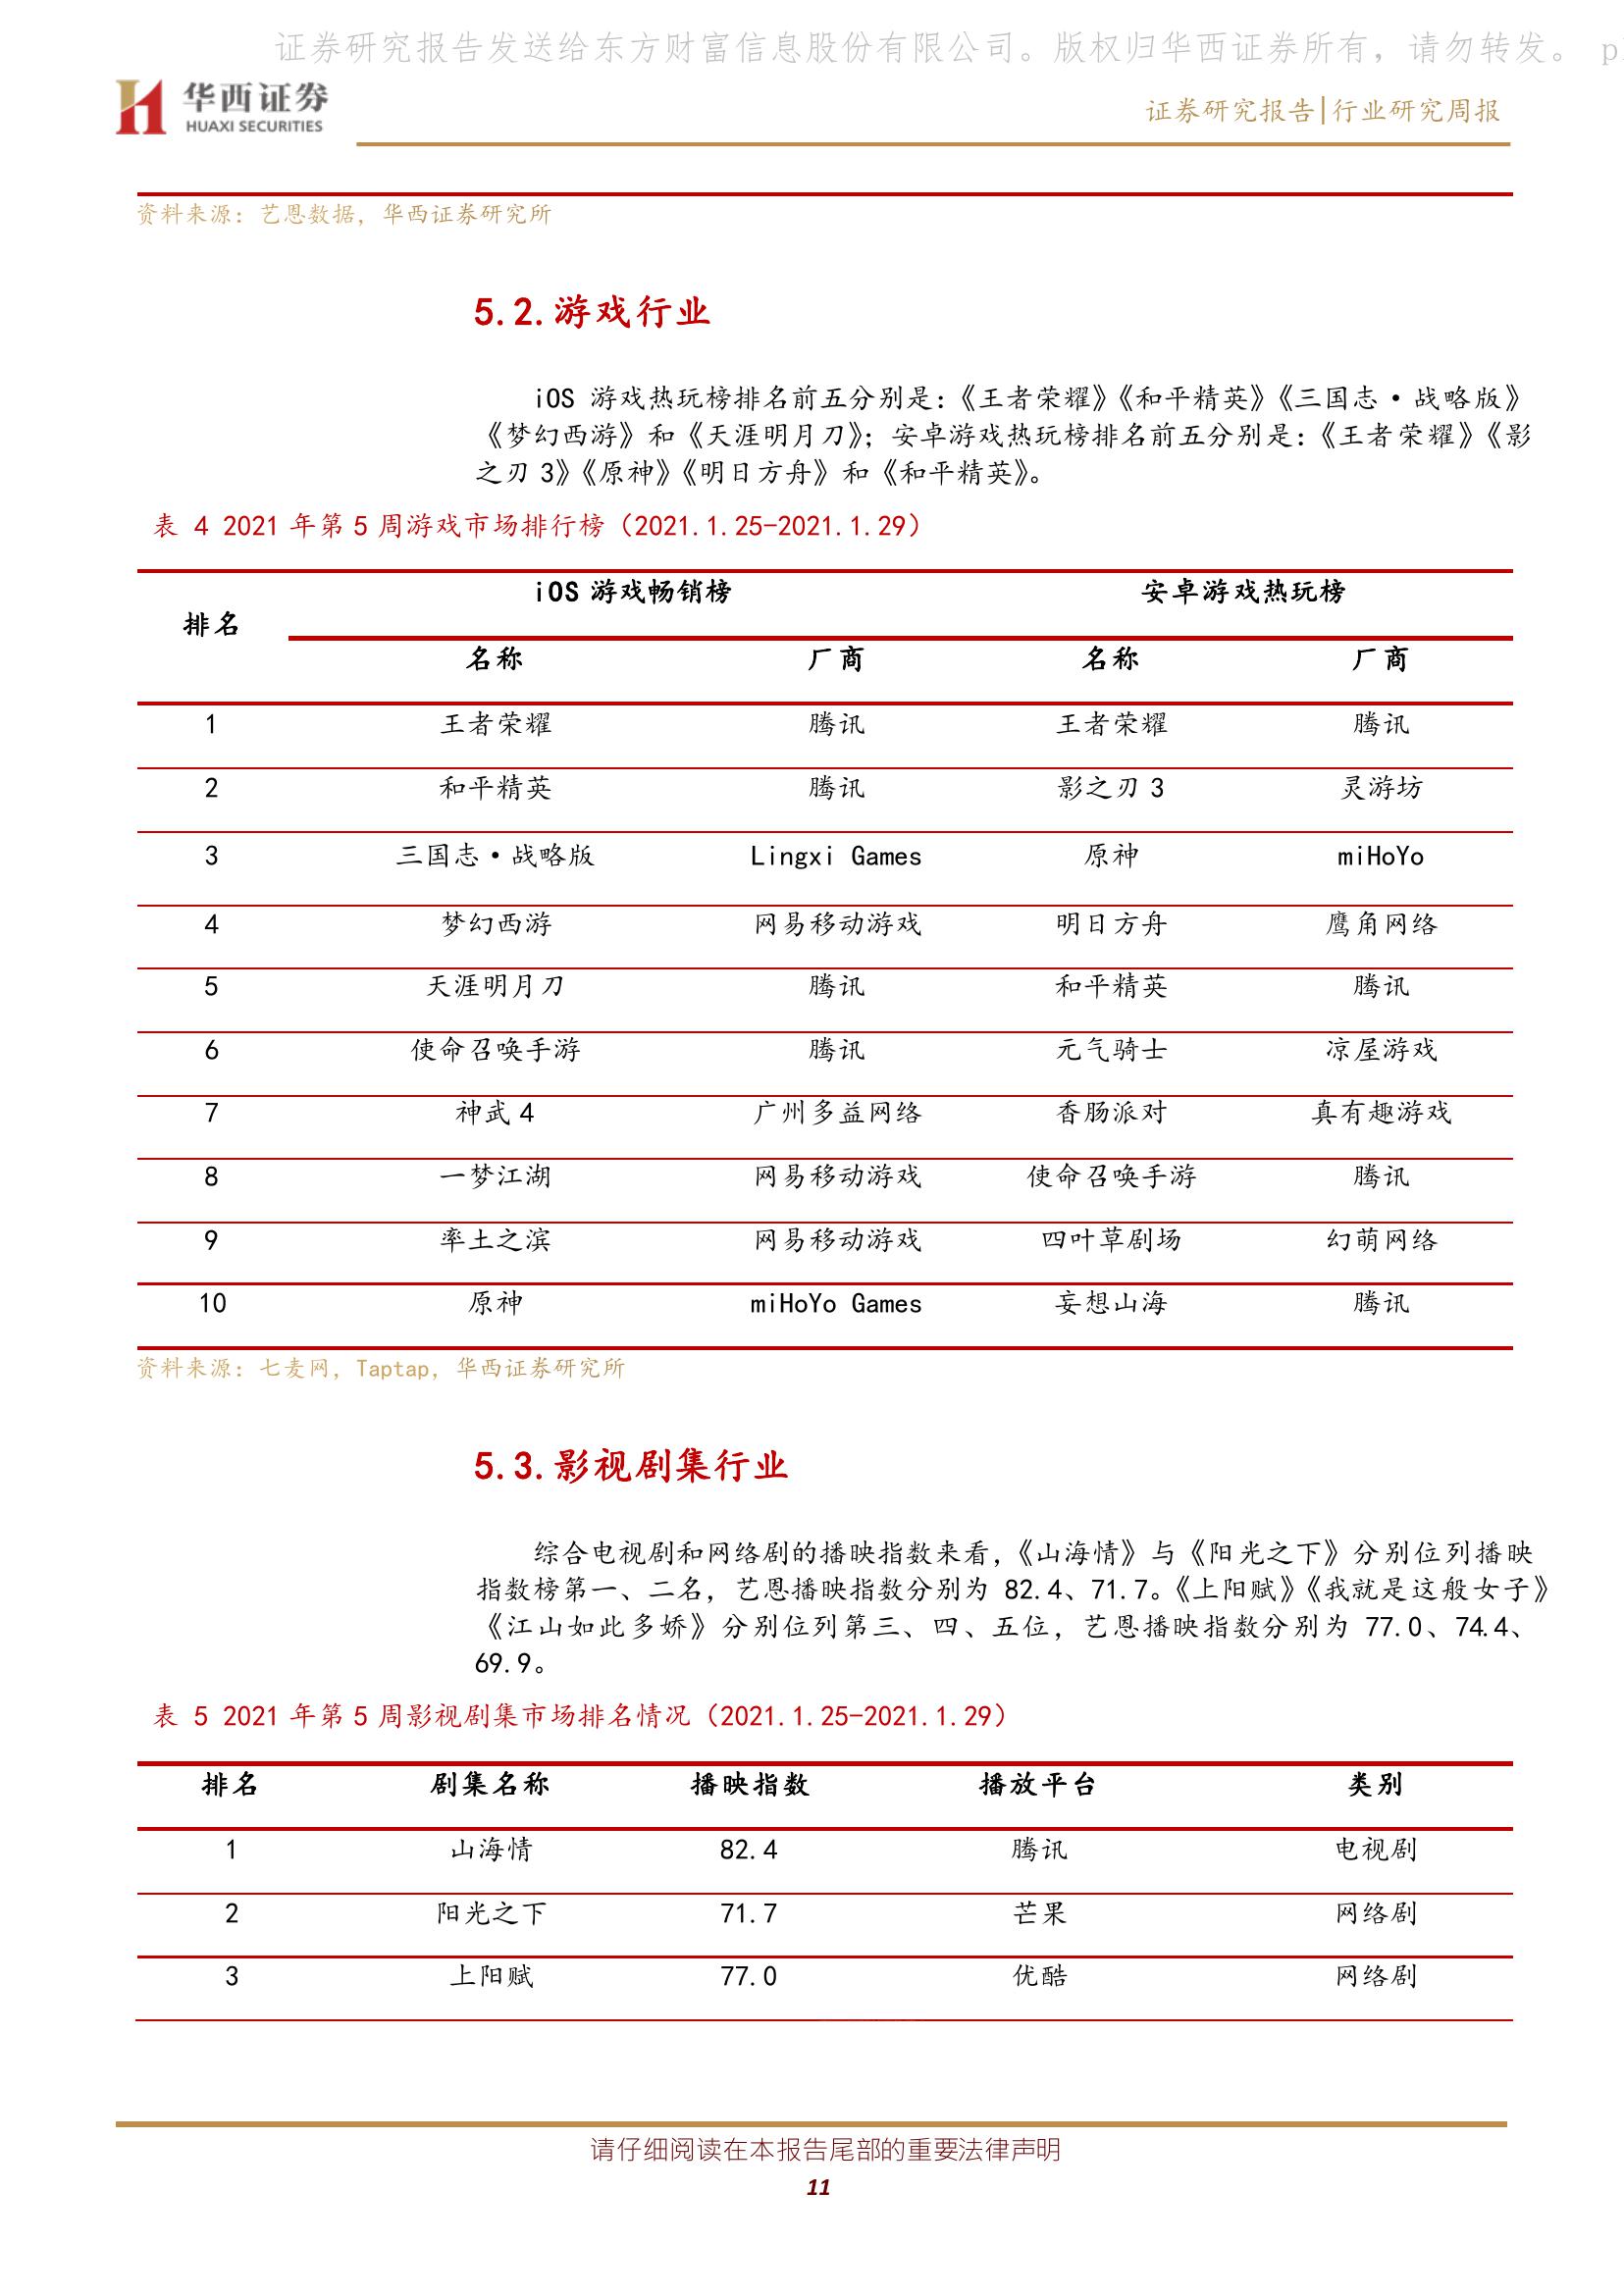 证券研究报告发送给东方财富信息股份有限公司。版权归华西证券所有，请勿转发。 p
华西证券
HUAXI SECURITIES
证券研究报告|行业研究周报
资料来源：艺恩数据，华西证券研究所
5.2.游戏行业
iOS 游戏热玩榜排名前五分别是：《王者荣耀》《和平精英》《三国志·战略版》
《梦幻西游》和《天涯明月刀》；安卓游戏热玩榜排名前五分别是：《王者荣耀》《影
之刃 3》《原神》《明日方舟》和《和平精英》。
表 4 2021 年第 5 周游戏市场排行榜（2021.1.25-2021.1.29）
排名 iOS 游戏畅销榜 安卓游戏热玩榜
名称 厂商 名称 厂商
1 王者荣耀 腾讯 王者荣耀 腾讯
2 和平精英 腾讯 影之刃 3 灵游坊
3 三国志·战略版 Lingxi Games 原神 miHoYo
4 梦幻西游 网易移动游戏 明日方舟 鹰角网络
5 天涯明月刀 腾讯 和平精英 腾讯
6 使命召唤手游 腾讯 元气骑士 凉屋游戏
7 神武 4 广州多益网络 香肠派对 真有趣游戏
8 一梦江湖 网易移动游戏 使命召唤手游 腾讯
9 率土之滨 网易移动游戏 四叶草剧场 幻萌网络
10 原神 miHoYo Games 妄想山海 腾讯
资料来源：七麦网，Taptap，华西证券研究所
5.3.影视剧集行业
综合电视剧和网络剧的播映指数来看，《山海情》与《阳光之下》分别位列播映
指数榜第一、二名，艺恩播映指数分别为 82.4、71.7。《上阳赋》《我就是这般女子》
《江山如此多娇》分别位列第三、四、五位，艺恩播映指数分别为 77.0、74.4、
69.9。
表 5 2021 年第 5 周影视剧集市场排名情况（2021.1.25-2021.1.29）
排名 剧集名称 播映指数 播放平台 类别
1 山海情 82.4 腾讯 电视剧
2 阳光之下 71.7 芒果 网络剧
3 上阳赋 77.0 优酷 网络剧
请仔细阅读在本报告尾部的重要法律声明
11